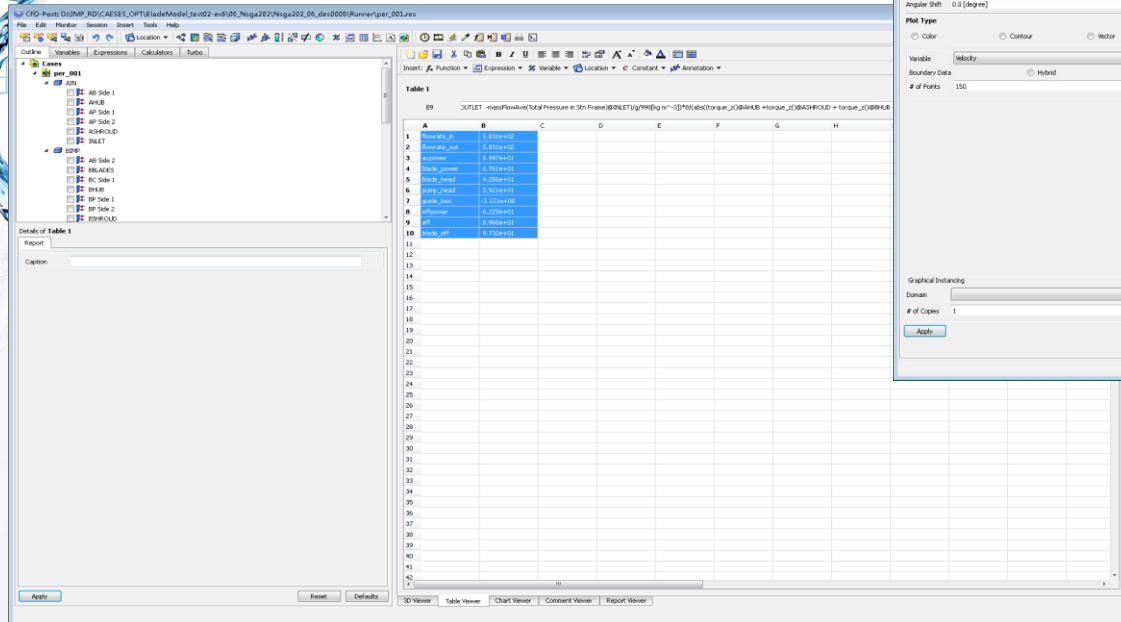 CFD-Post: D:\IMP_RD\CAESES_OPT\BladeModel_test02-ex6\06_Nsga202\Nsga202_06_des0006\Runner\per_001.res
File Edit Monitor Session Insert Tools Help
Location
Outline Variables Expressions Calculators Turbo
Cases
per_001
AIN
AB Side 1
AHUB
AP Side 1
AP Side 2
ASHROUD
INLET
BIMP
AB Side 2
BBLADES
BC Side 1
BHUB
BP Side 1
BP Side 2
BSHROUD
Details of Table 1
Report
Caption
Apply Reset Defaults
B I U
Insert: Function Expression Variable Location Constant Annotation
Table 1
B9 OUTLET -massFlowAve(Total Pressure in Stn Frame)@INLET)/g/998[kg m^-3])*8/(abs((torque_z()@AHUB +torque_z()@ASHROUD + torque_z()@BHUB
A B C D E F G H
1 flowrate_in 5.831e+02
2 flowrate_out 5.831e+02
3 axpower 6.947e+01
4 blade_power 6.761e+01
5 blade_head 4.256e+01
6 pump_head 3.921e+01
7 guide_loss -3.121e+00
8 effpower 6.229e+01
9 eff 8.966e+01
10 blade_eff 9.732e+01
11
12
13
14
15
16
17
18
19
20
21
22
23
24
25
26
27
28
29
30
31
32
33
34
35
36
37
38
39
40
41
42
3D Viewer Table Viewer Chart Viewer Comment Viewer Report Viewer
Angular Shift 0.0 [degree]
Plot Type
Color Contour Vector
Variable Velocity
Boundary Data Hybrid
# of Points 150
Graphical Instancing
Domain
# of Copies 1
Apply